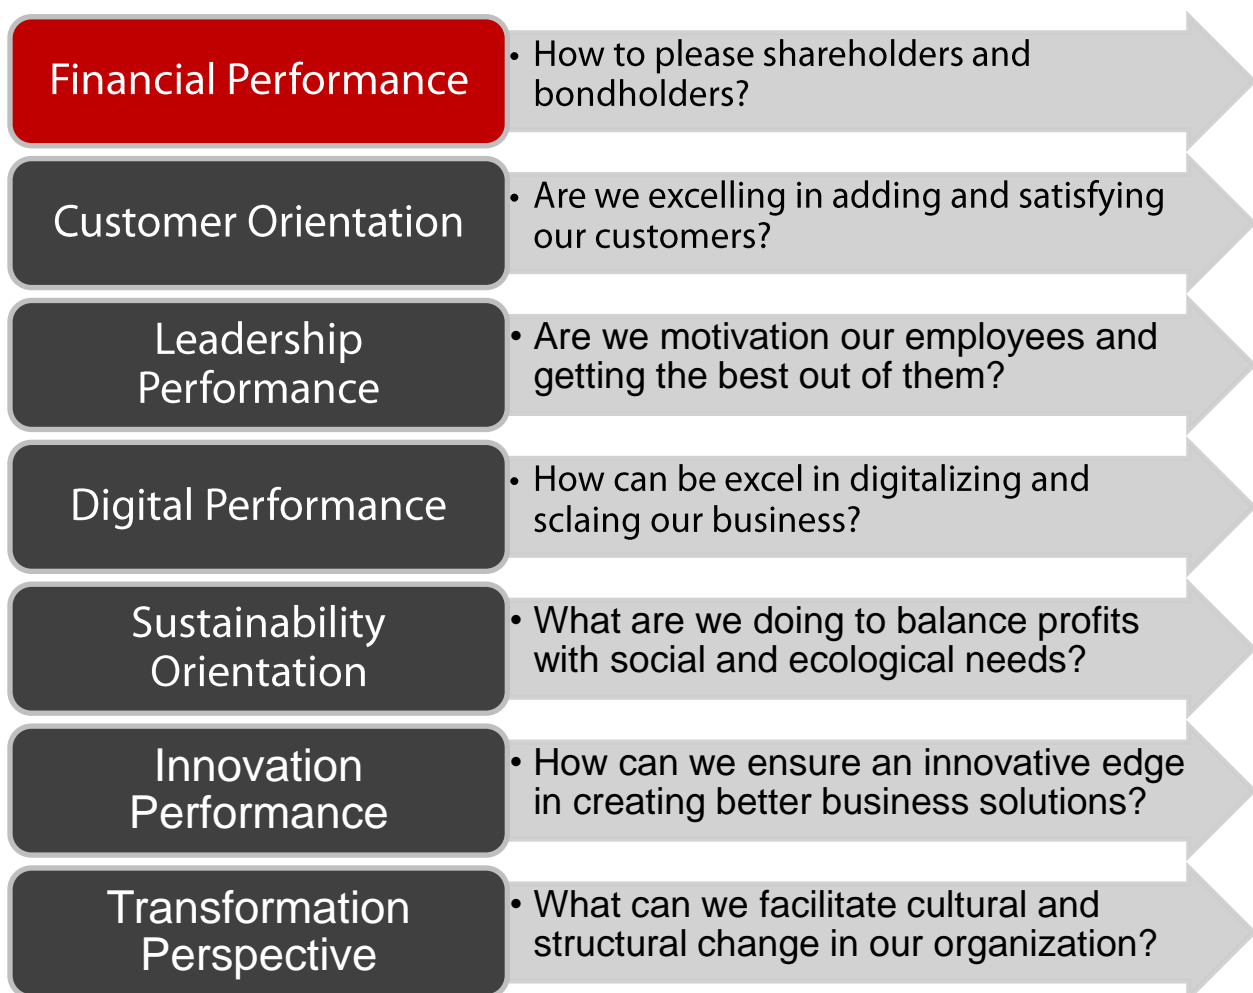 Financial Performance
• How to please shareholders and
bondholders?
Customer Orientation
• Are we excelling in adding and satisfying
our customers?
Leadership
Performance
• Are we motivation our employees and
getting the best out of them?
Digital Performance
• How can be excel in digitalizing and
sclaing our business?
Sustainability
Orientation
• What are we doing to balance profits
with social and ecological needs?
Innovation
Performance
• How can we ensure an innovative edge
in creating better business solutions?
Transformation
Perspective
• What can we facilitate cultural and
structural change in our organization?